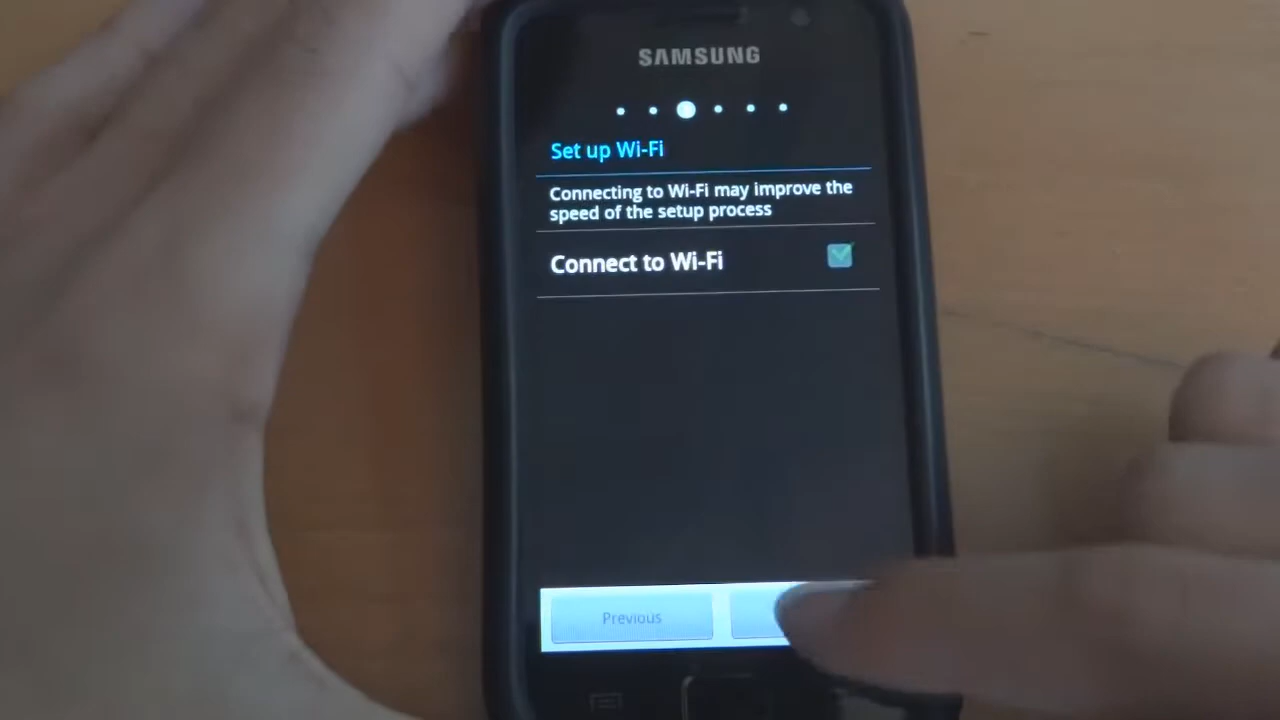 SAMSUNG
Set up Wi-Fi
Connecting to Wi-Fi may improve the
speed of the setup process
Connect to Wi-Fi
Previous